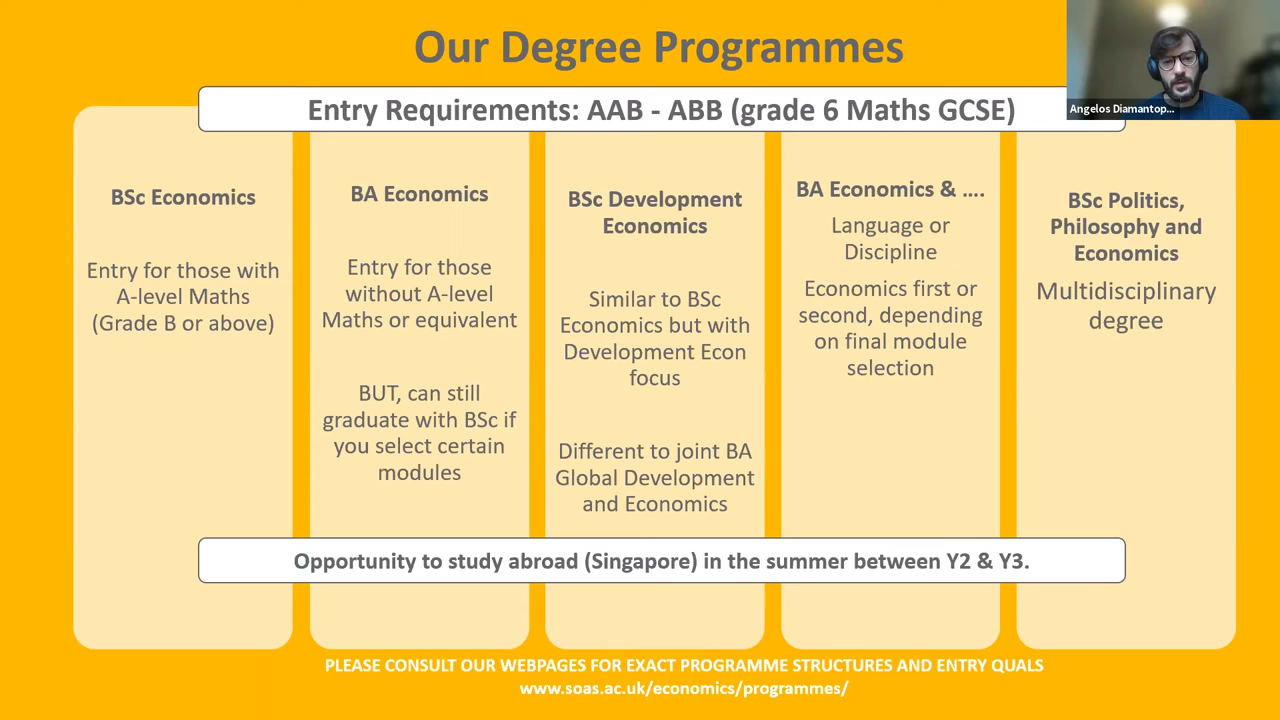 Our Degree Programmes
Angelos Diamantop...
Entry Requirements: AAB - ABB (grade 6 Maths GCSE)
BSc Economics
Entry for those with
A-level Maths
(Grade B or above)
BA Economics
Entry for those
without A-level
Maths or equivalent
BUT, can still
graduate with BSc if
you select certain
modules
BSc Development
Economics
Similar to BSc
Economics but with
Development Econ
focus
Different to joint BA
Global Development
and Economics
BA Economics & ....
Language or
Discipline
Economics first or
second, depending
on final module
selection
BSc Politics,
Philosophy and
Economics
Multidisciplinary
degree
Opportunity to study abroad (Singapore) in the summer between Y2 & Y3.
PLEASE CONSULT OUR WEBPAGES FOR EXACT PROGRAMME STRUCTURES AND ENTRY QUALS
www.soas.ac.uk/economics/programmes/